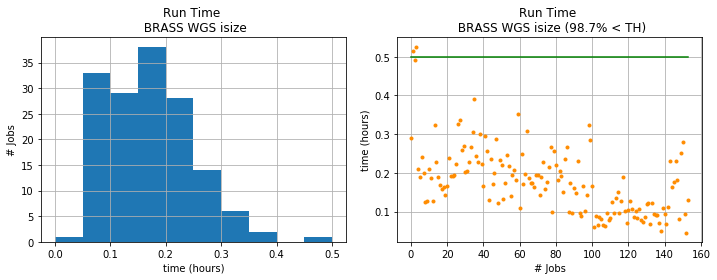 Run Time
BRASS WGS isize
# Jobs
35
30
25
20
15
10
5
0
0.0 0.1 0.2 0.3 0.4 0.5
time (hours)
Run Time
BRASS WGS isize (98.7% < TH)
time (hours)
0.5
0.4
0.3
0.2
0.1
0 20 40 60 80 100 120 140 160
# Jobs